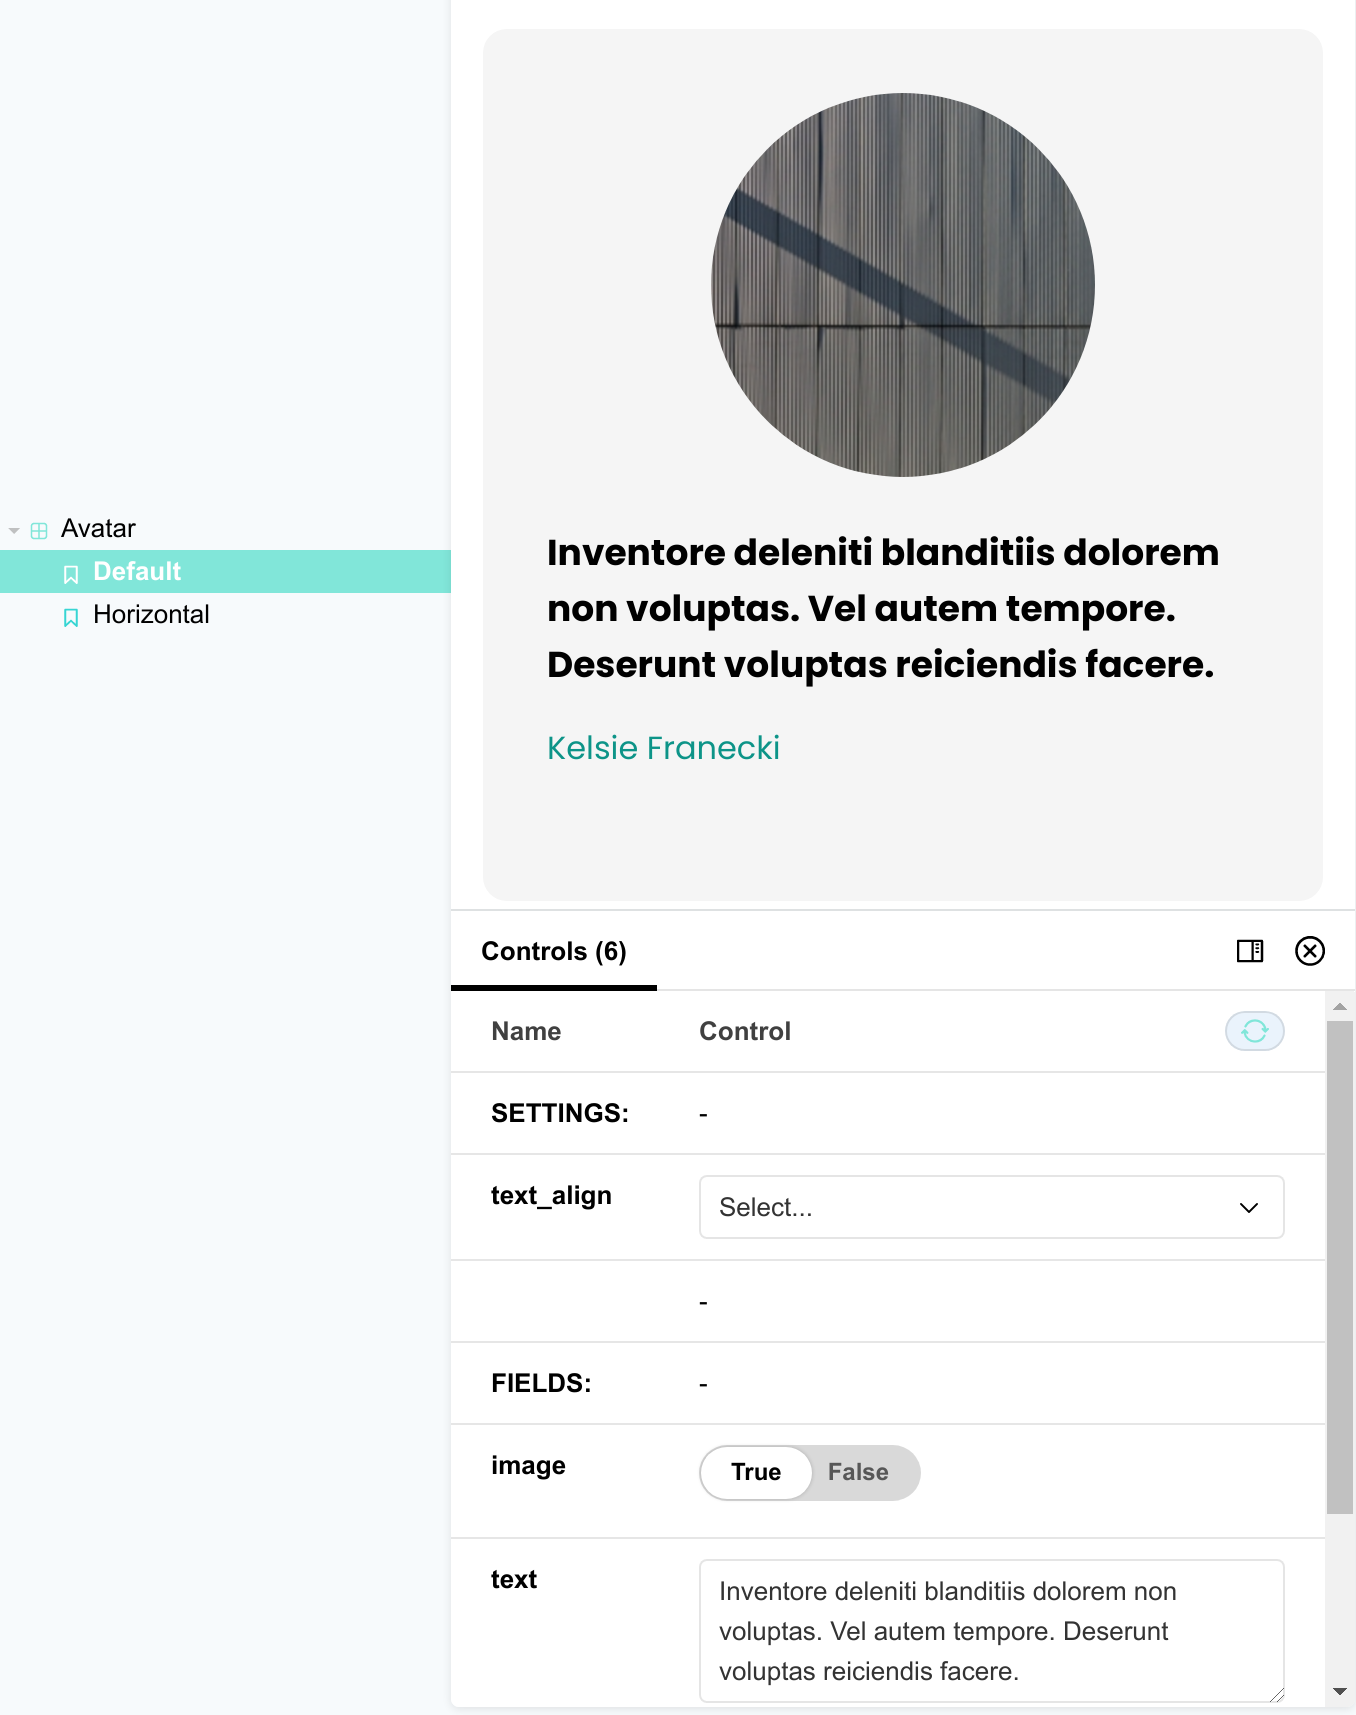 Avatar
Default
Horizontal
Inventore deleniti blanditiis dolorem
non voluptas. Vel autem tempore.
Deserunt voluptas reiciendis facere.
Kelsie Franecki
Controls (6)
Name Control
SETTINGS: -
text_align Select...
-
FIELDS: -
image True False
text Inventore deleniti blanditiis dolorem non
voluptas. Vel autem tempore. Deserunt
voluptas reiciendis facere.